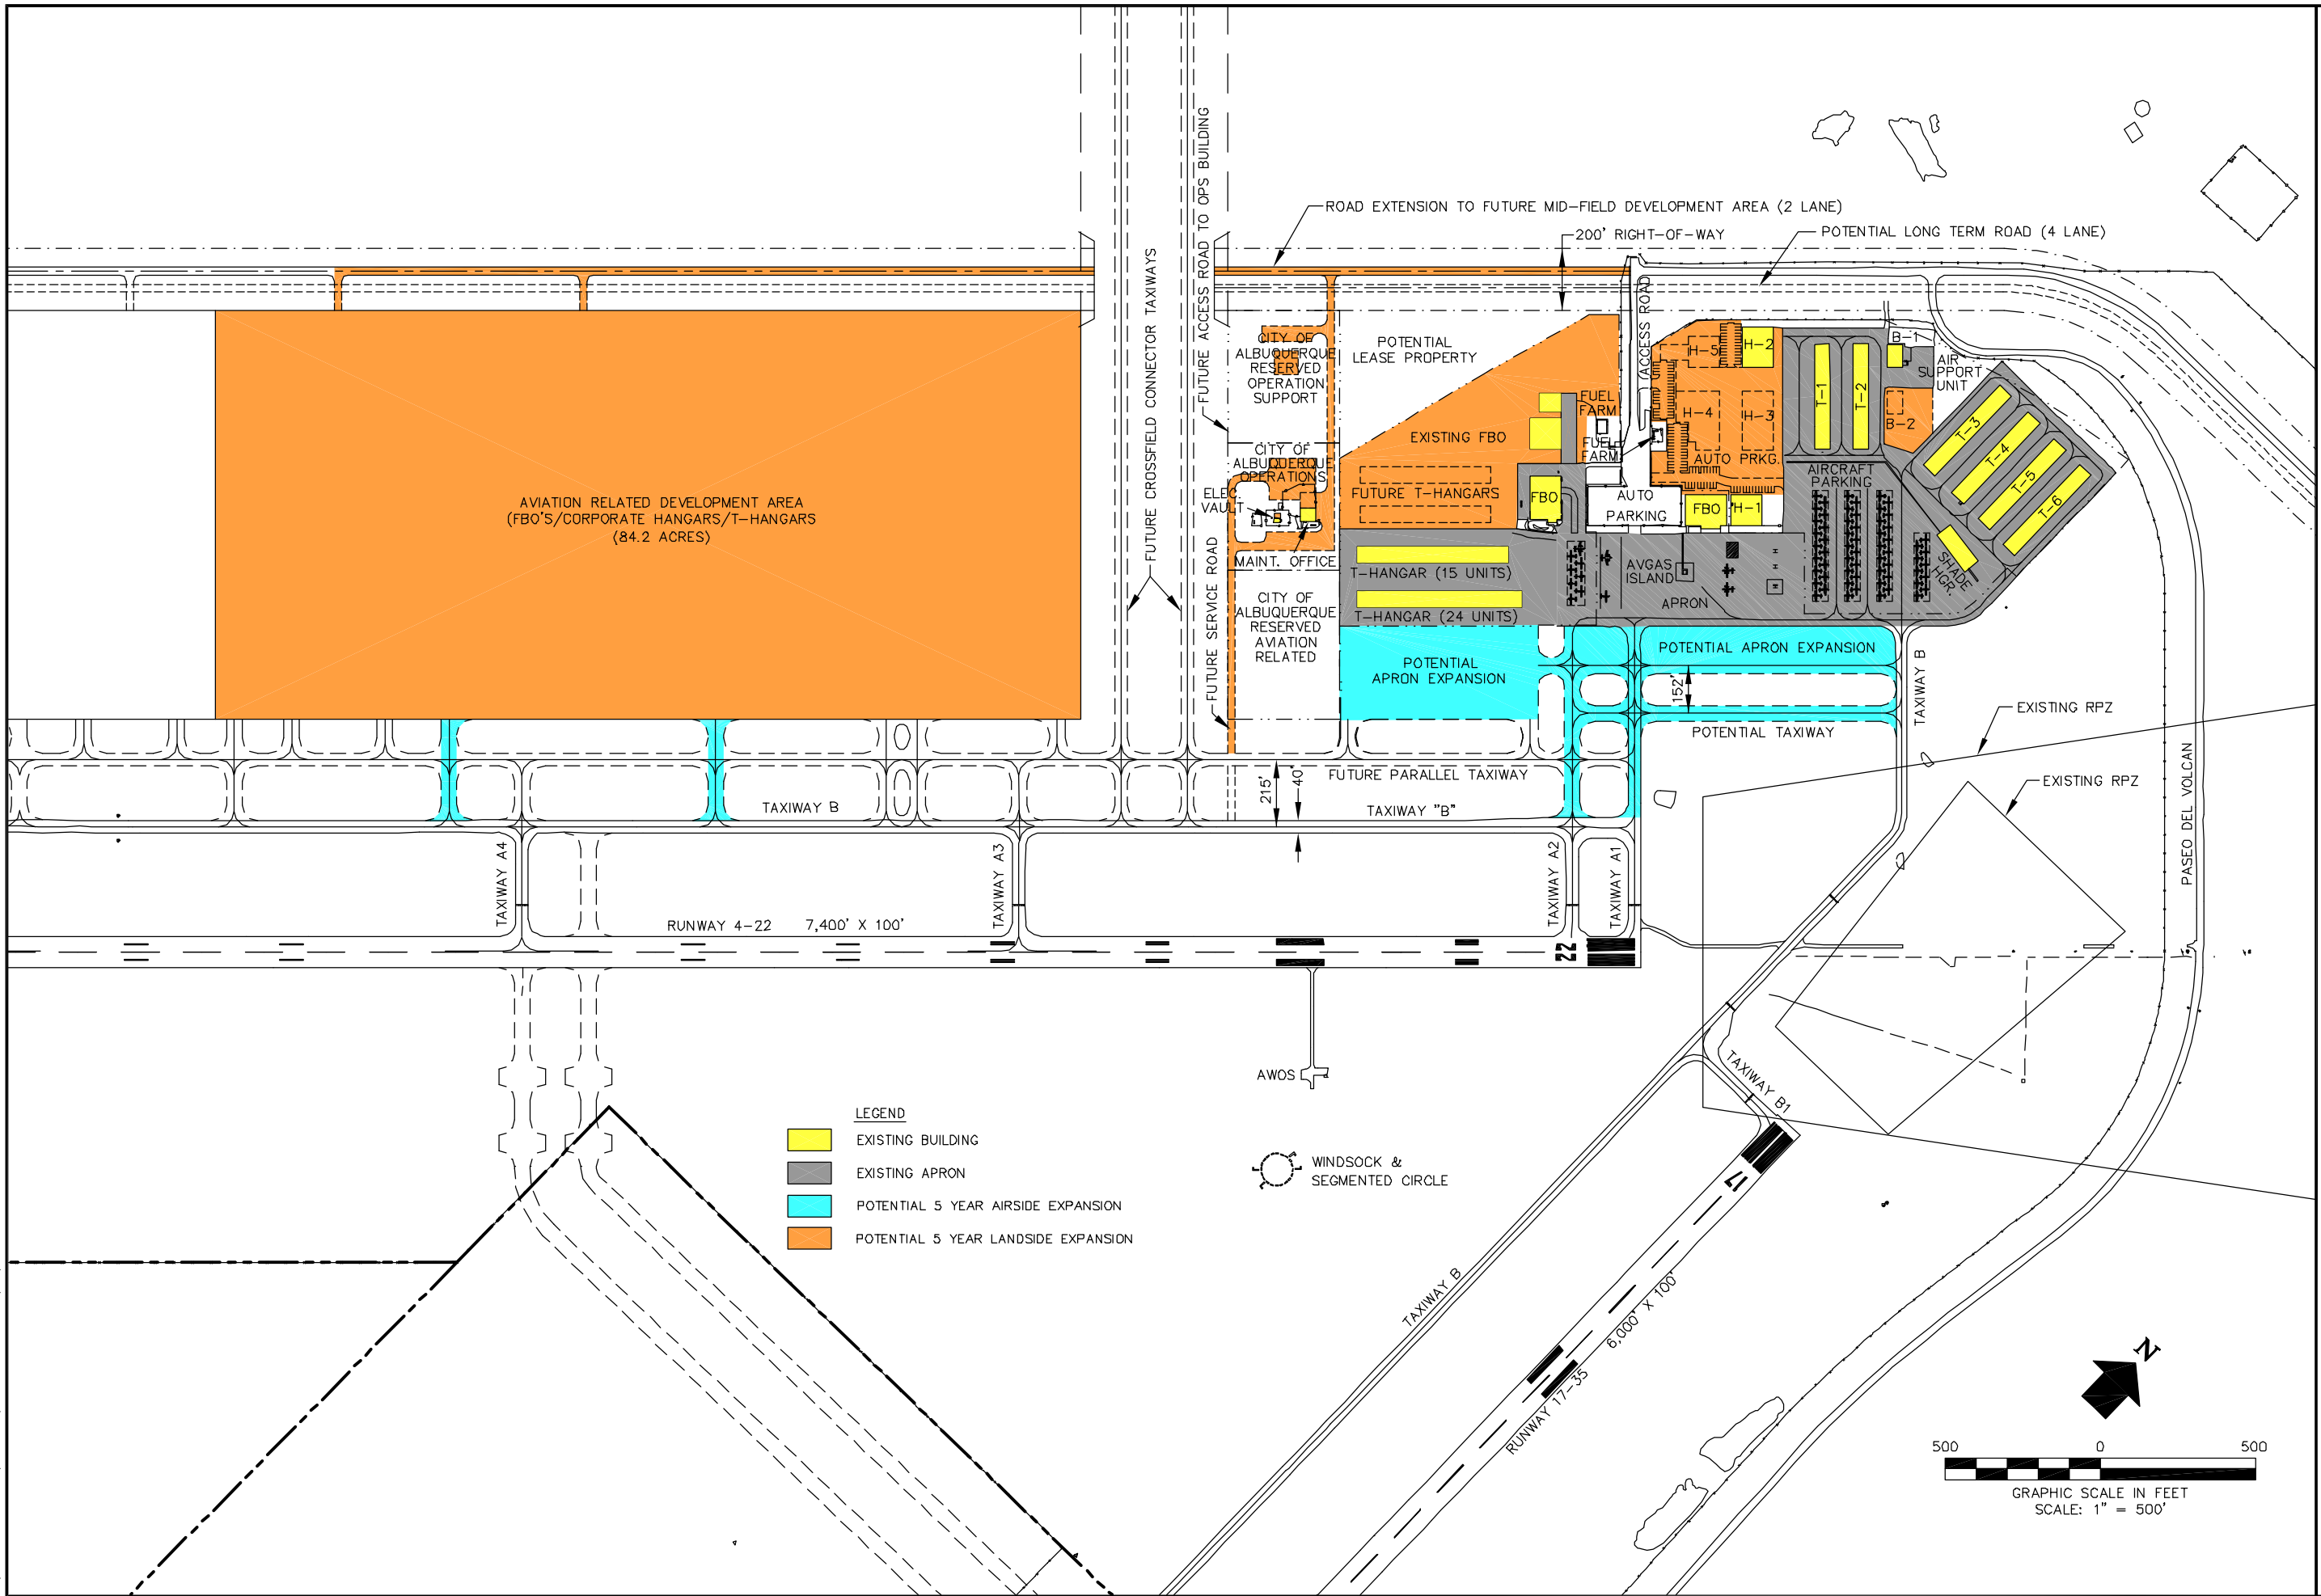 ROAD EXTENSION TO FUTURE MID-FIELD DEVELOPMENT AREA (2 LANE)
200' RIGHT-OF-WAY
POTENTIAL LONG TERM ROAD (4 LANE)
FUTURE CROSSFIELD CONNECTOR TAXIWAYS
FUTURE ACCESS ROAD TO OPS BUILDING
FUTURE SERVICE ROAD
(ACCESS ROAD)
CITY OF
ALBUQUERQUE
RESERVED
OPERATION
SUPPORT
POTENTIAL
LEASE PROPERTY
H-5
H-2
B-1
AIR
SUPPORT
UNIT
T-1
T-2
FUEL
FARM
H-4
H-3
B-2
T-3
T-4
T-5
T-6
EXISTING FBO
FUEL
FARM
AUTO PRKG.
AIRCRAFT
PARKING
CITY OF
ALBUQUERQUE
OPERATIONS
ELEC.
VAULT
FUTURE T-HANGARS
FBO
AUTO
PARKING
FBO
H-1
AVIATION RELATED DEVELOPMENT AREA
(FBO'S/CORPORATE HANGARS/T-HANGARS
(84.2 ACRES)
MAINT. OFFICE
T-HANGAR (15 UNITS)
AVGAS
ISLAND
SHADE
HGR.
APRON
T-HANGAR (24 UNITS)
CITY OF
ALBUQUERQUE
RESERVED
AVIATION
RELATED
POTENTIAL
APRON EXPANSION
POTENTIAL APRON EXPANSION
152'
TAXIWAY B
POTENTIAL TAXIWAY
EXISTING RPZ
EXISTING RPZ
PASEO DEL VOLCAN
215'
40'
FUTURE PARALLEL TAXIWAY
TAXIWAY B
TAXIWAY "B"
TAXIWAY A4
TAXIWAY A3
TAXIWAY A2
TAXIWAY A1
RUNWAY 4-22 7,400' X 100'
22
AWOS
TAXIWAY B1
17
WINDSOCK &
SEGMENTED CIRCLE
LEGEND
EXISTING BUILDING
EXISTING APRON
POTENTIAL 5 YEAR AIRSIDE EXPANSION
POTENTIAL 5 YEAR LANDSIDE EXPANSION
TAXIWAY B
RUNWAY 17-35 6,000' X 100'
N
500 0 500
GRAPHIC SCALE IN FEET
SCALE: 1" = 500'